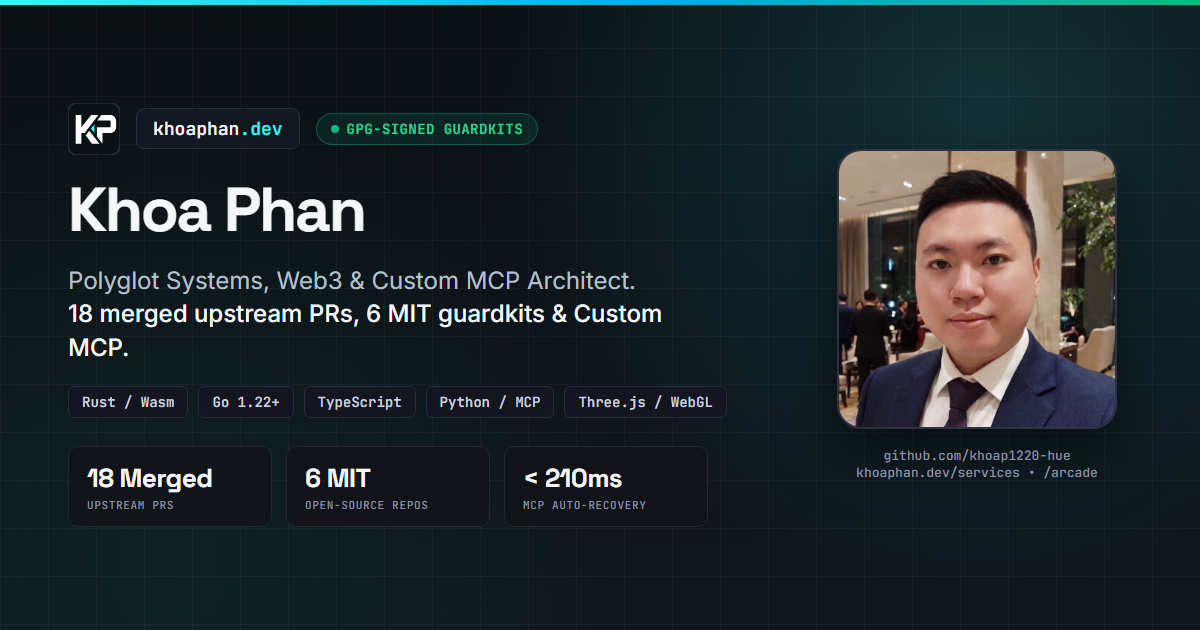 KP
khoaphan.dev
GPG-SIGNED GUARDKITS
Khoa Phan
Polyglot Systems, Web3 & Custom MCP Architect.
18 merged upstream PRs, 6 MIT guardkits & Custom
MCP.
Rust / Wasm
Go 1.22+
TypeScript
Python / MCP
Three.js / WebGL
18 Merged
UPSTREAM PRS
6 MIT
OPEN-SOURCE REPOS
< 210ms
MCP AUTO-RECOVERY
github.com/khoap1220-hue
khoaphan.dev/services • /arcade